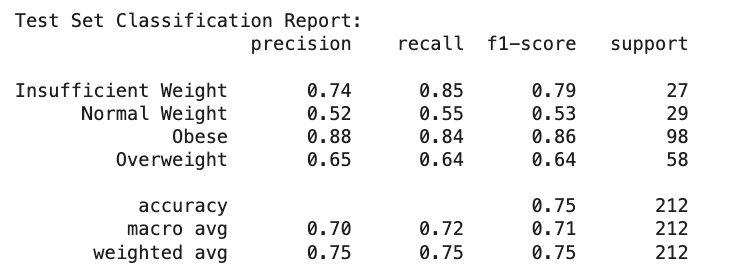 Test Set Classification Report:
precision recall f1-score support
Insufficient Weight 0.74 0.85 0.79 27
Normal Weight 0.52 0.55 0.53 29
Obese 0.88 0.84 0.86 98
Overweight 0.65 0.64 0.64 58
accuracy 0.75 212
macro avg 0.70 0.72 0.71 212
weighted avg 0.75 0.75 0.75 212